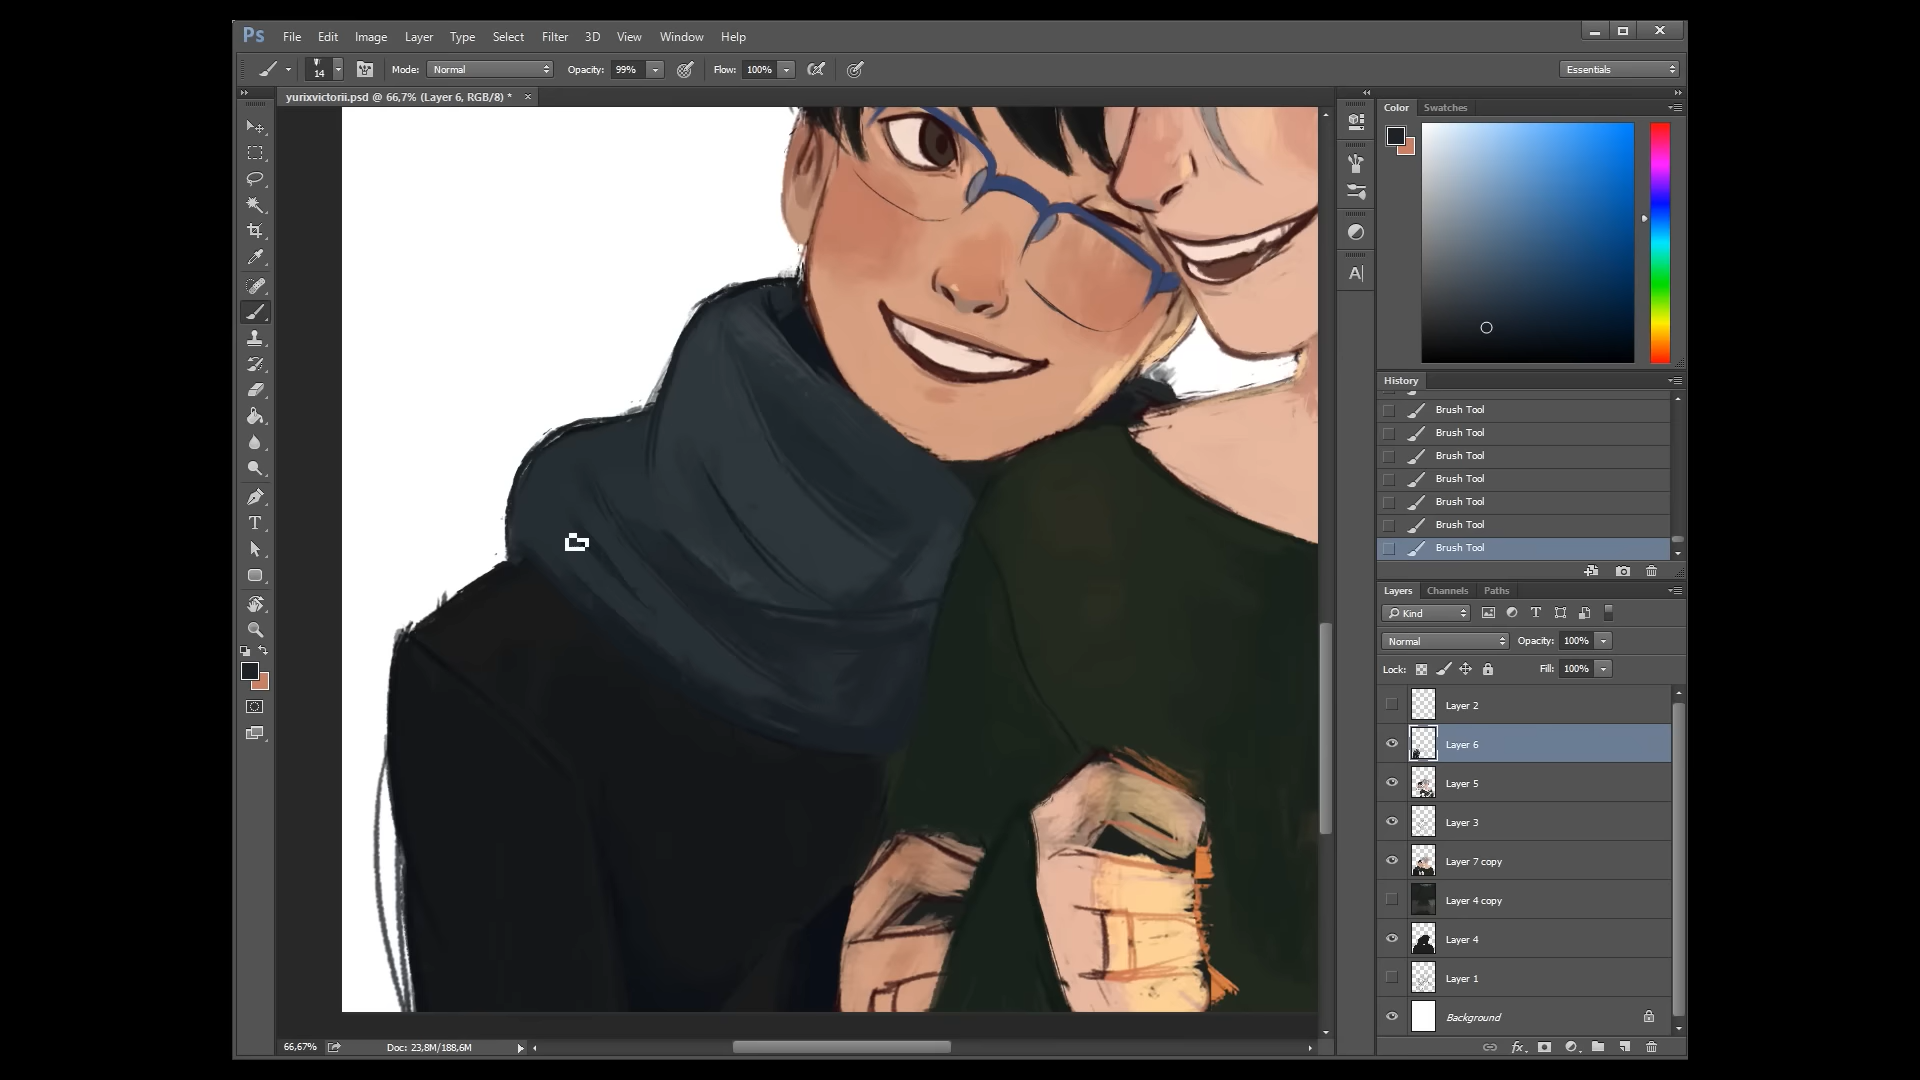 Ps File Edit Image Layer Type Select Filter 3D View Window Help
14 Mode: Normal Opacity: 99% Flow: 100% Essentials
yurixvictorii.psd @ 66,7% (Layer 6, RGB/8) * ×
Color Swatches
A
History
Brush Tool
Brush Tool
Brush Tool
Brush Tool
Brush Tool
Brush Tool
Brush Tool
T
Layers Channels Paths
Kind T
Normal Opacity: 100%
Lock: Fill: 100%
Layer 2
Layer 6
Layer 5
Layer 3
Layer 7 copy
Layer 4 copy
Layer 4
Layer 1
Background
66,67% Doc: 23,8M/188,6M
fx